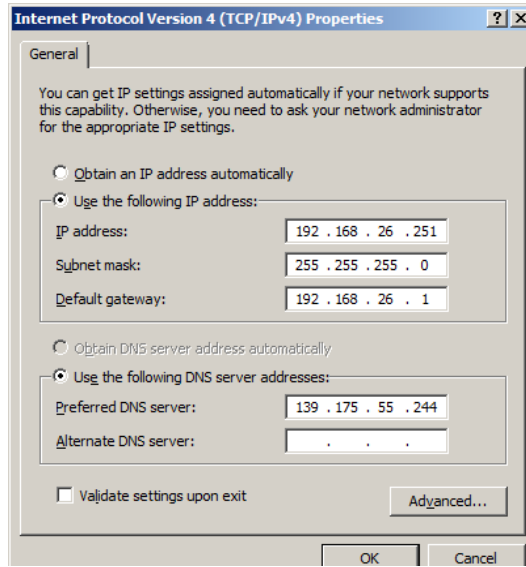 Internet Protocol Version 4 (TCP/IPv4) Properties
General
You can get IP settings assigned automatically if your network supports
this capability. Otherwise, you need to ask your network administrator
for the appropriate IP settings.
Obtain an IP address automatically
Use the following IP address:
IP address: 192 . 168 . 26 . 251
Subnet mask: 255 . 255 . 255 . 0
Default gateway: 192 . 168 . 26 . 1
Obtain DNS server address automatically
Use the following DNS server addresses:
Preferred DNS server: 139 . 175 . 55 . 244
Alternate DNS server: . . .
Validate settings upon exit
Advanced...
OK Cancel